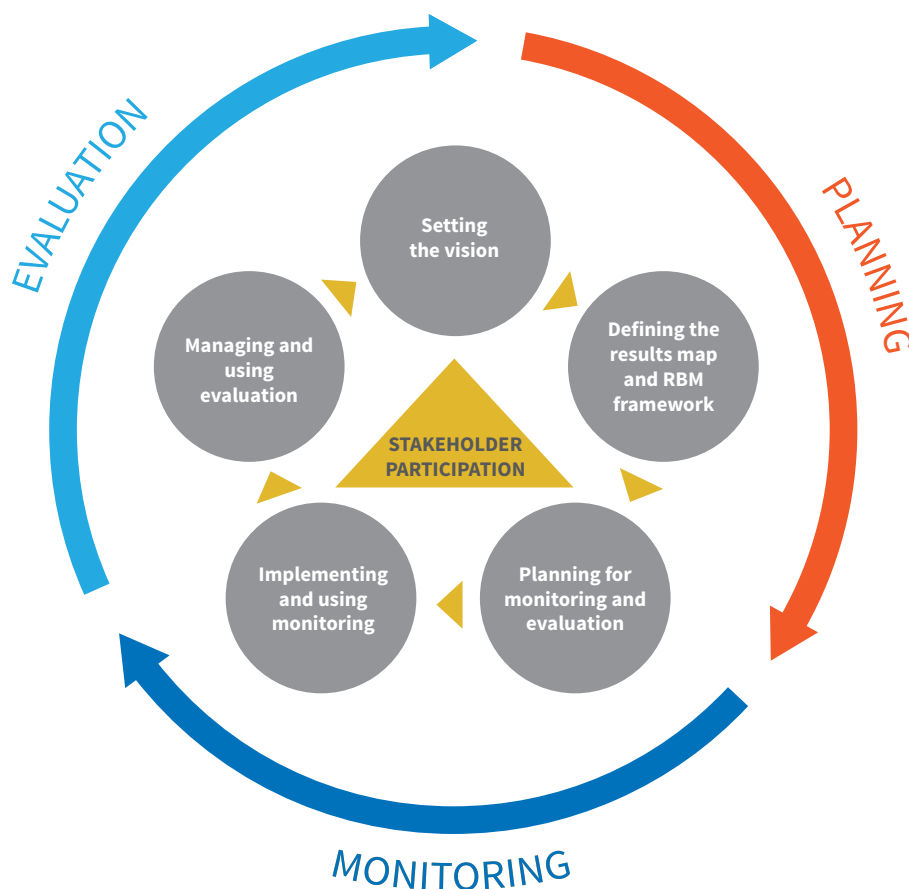 EVALUATION
PLANNING
Setting
the vision
Defining the
results map
and RBM
framework
Managing and
using
evaluation
STAKEHOLDER
PARTICIPATION
Implementing
and using
monitoring
Planning for
monitoring and
evaluation
MONITORING